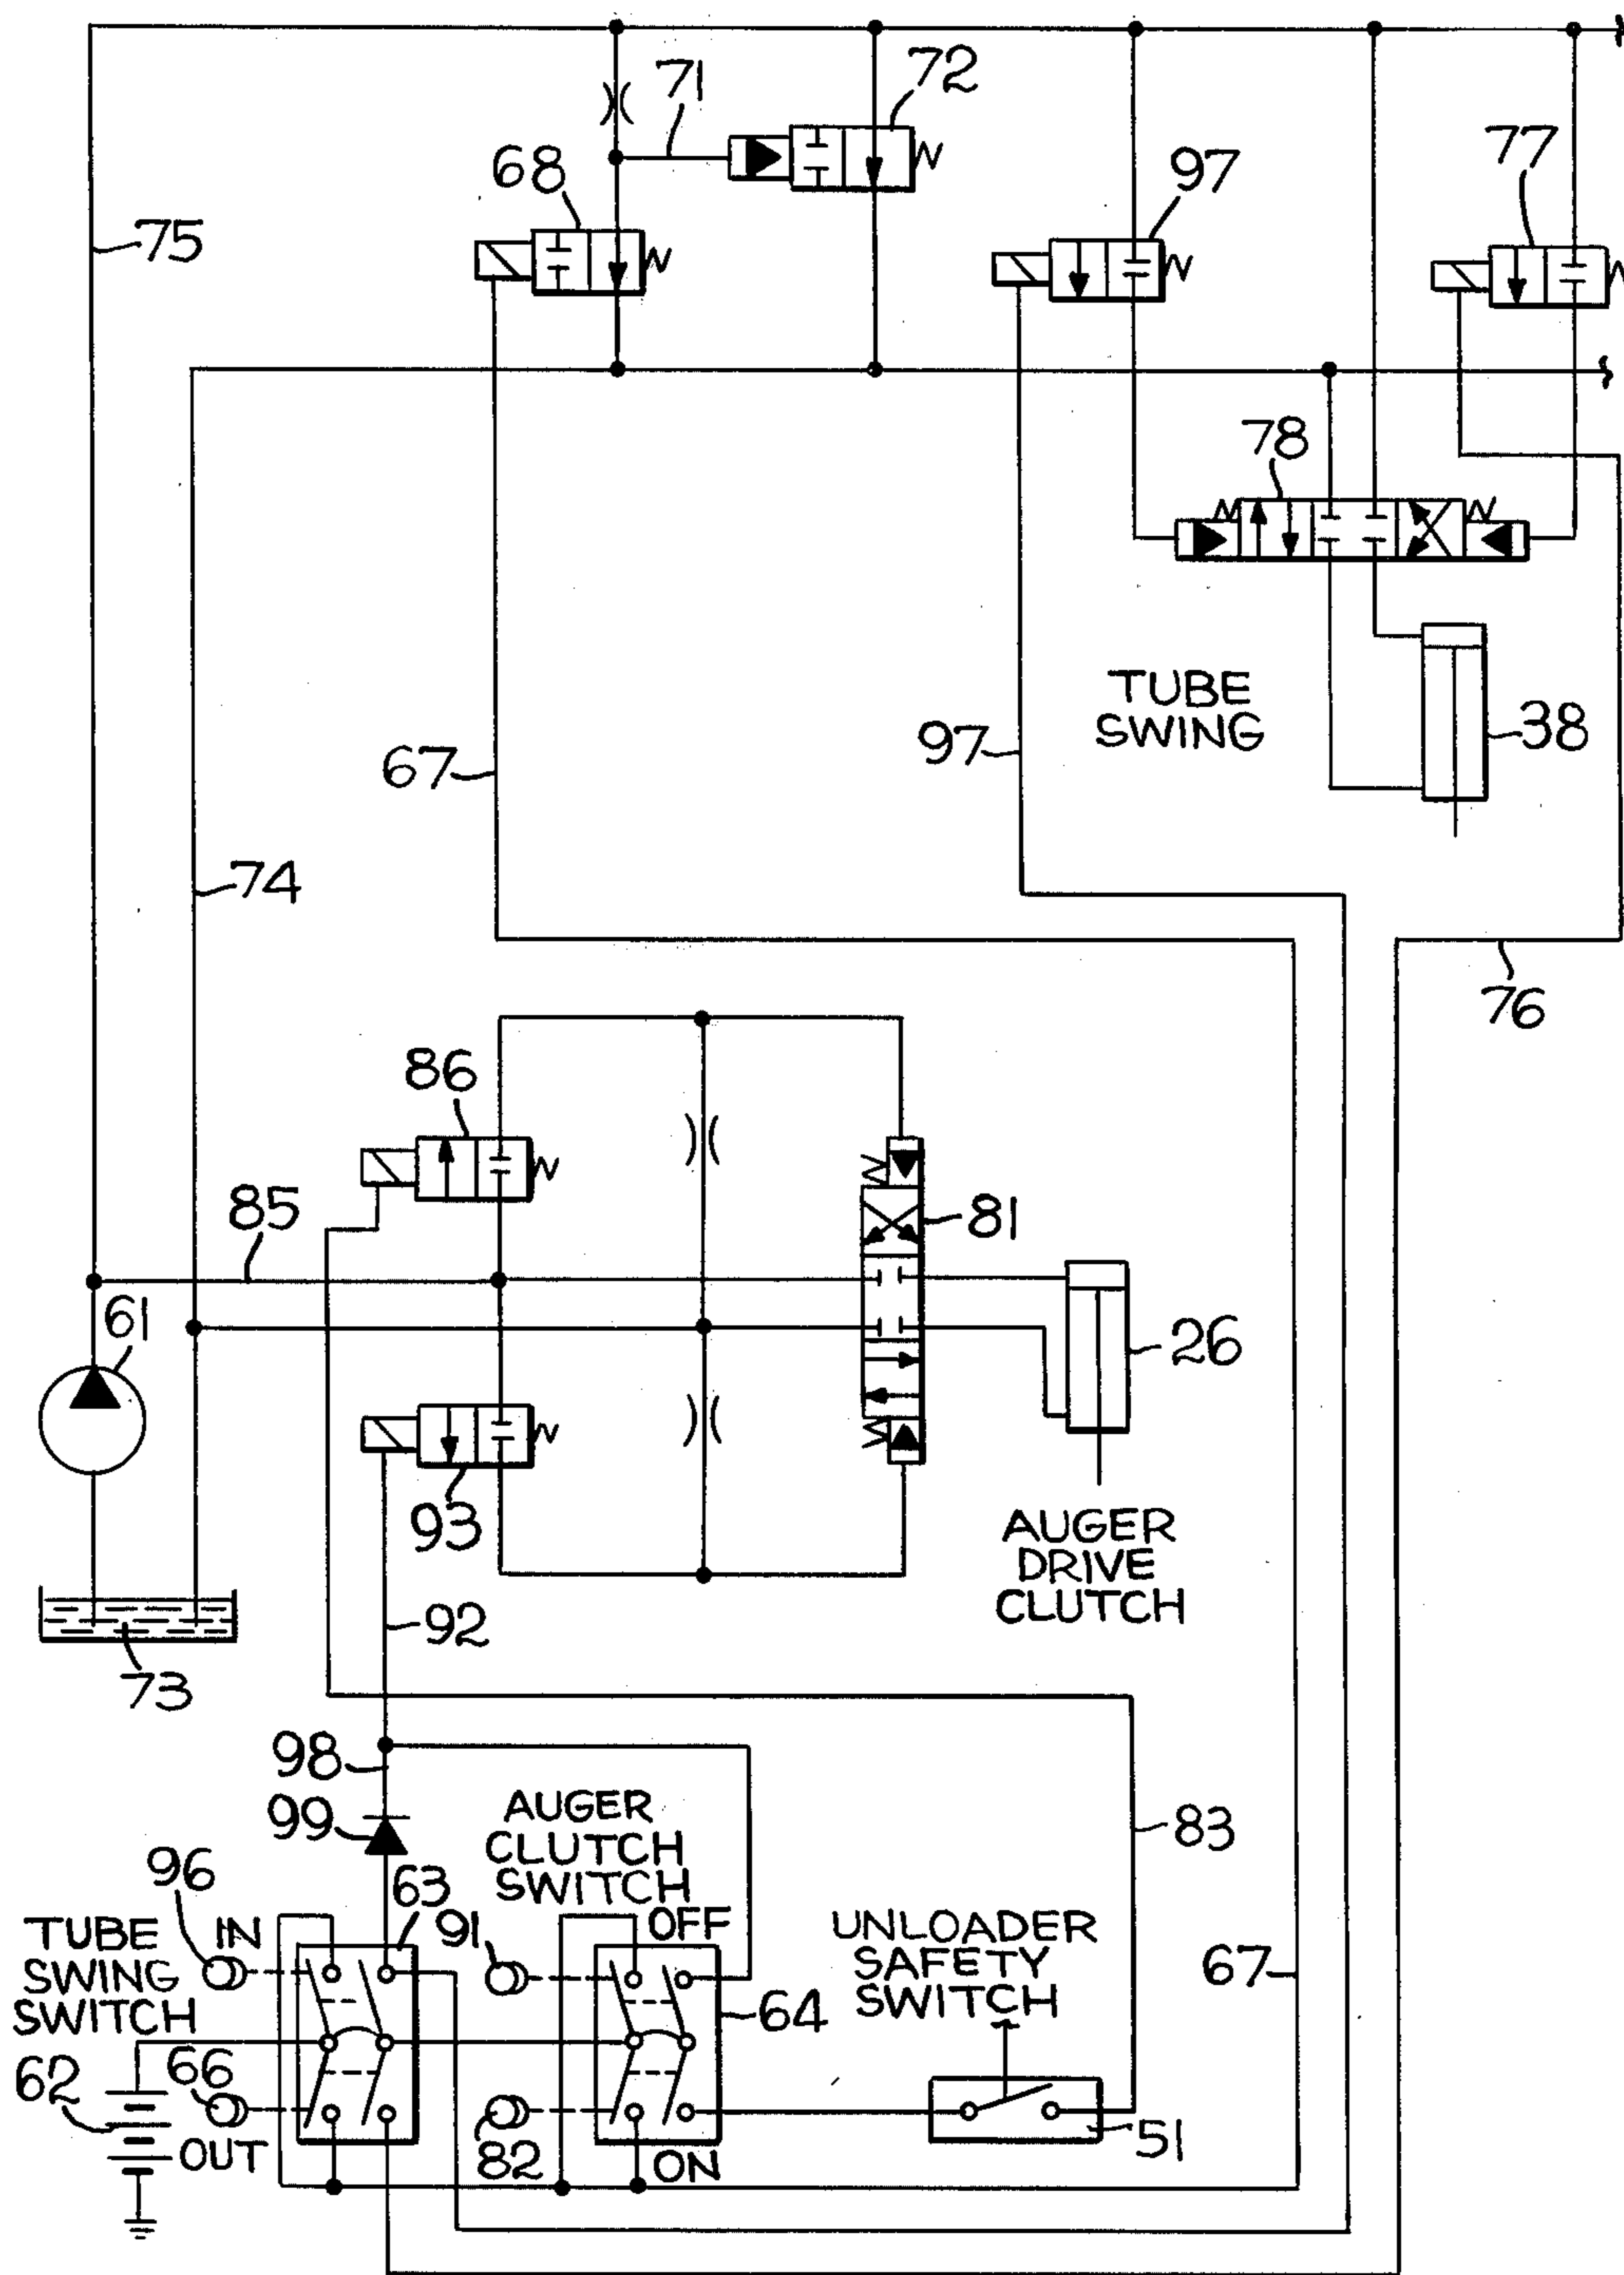 71
72
68
97
77
75
78
TUBE
SWING
38
67
97
74
76
86
85
81
61
26
93
AUGER
DRIVE
CLUTCH
92
73
98
99
AUGER
CLUTCH
SWITCH
83
96
63
91
OFF
TUBE
SWING
SWITCH
IN
UNLOADER
SAFETY
SWITCH
67
64
62
66
OUT
82
ON
51